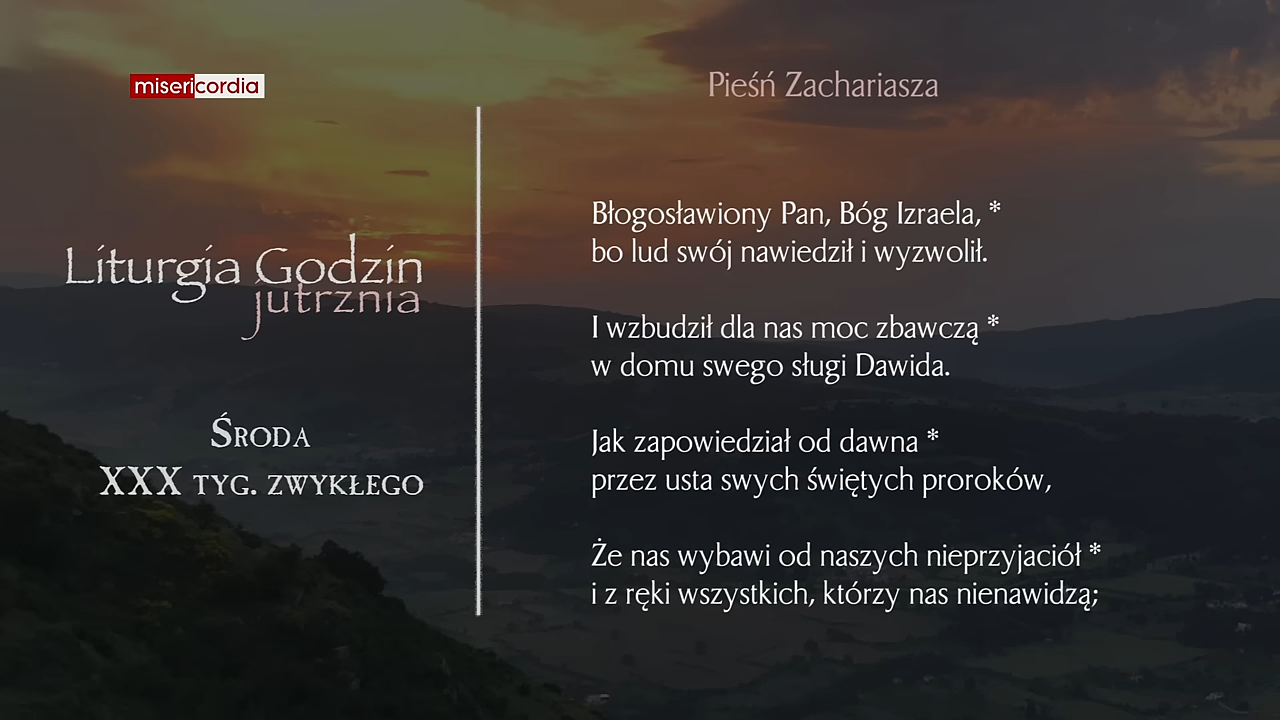 misericordia
Liturgia Godzin
jutrznia
Środa
XXX tyg. zwykłego
Pieśń Zachariasza
Błogosławiony Pan, Bóg Izraela, *
bo lud swój nawiedził i wyzwolił.
I wzbudził dla nas moc zbawczą *
w domu swego sługi Dawida.
Jak zapowiedział od dawna *
przez usta swych świętych proroków,
Że nas wybawi od naszych nieprzyjaciół *
i z ręki wszystkich, którzy nas nienawidzą;